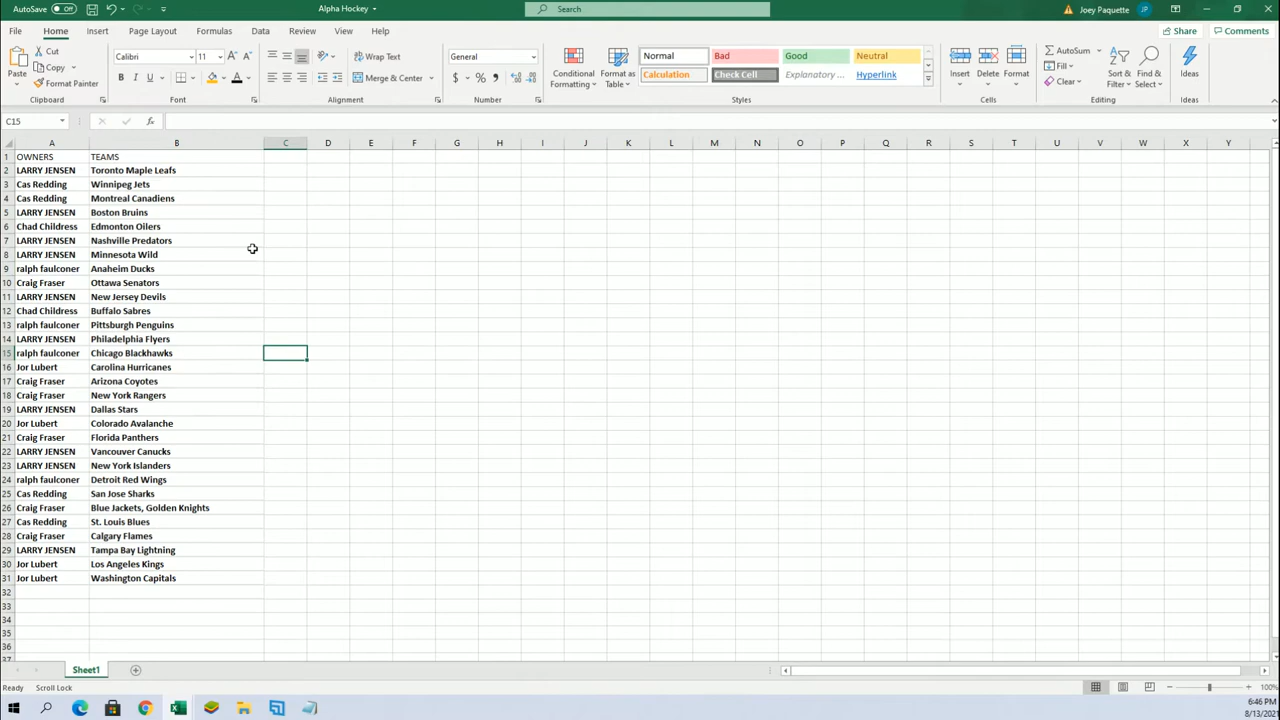 AutoSave Off Alpha Hockey Search Joey Paquette JP
File Home Insert Page Layout Formulas Data Review View Help Share Comments
Paste Cut Copy Format Painter Clipboard
Calibri 11 B I U A Font
Wrap Text Merge & Center Alignment
General $ % Number
Conditional Formatting Format as Table
Normal Bad Good Neutral
Calculation Check Cell Explanatory ... Hyperlink
Styles
Insert Delete Format Cells
AutoSum Fill Clear Sort & Filter Find & Select Editing
Ideas Ideas
C15 fx
A B C D E F G H I J K L M N O P Q R S T U V W X Y
1 OWNERS TEAMS
2 LARRY JENSEN Toronto Maple Leafs
3 Cas Redding Winnipeg Jets
4 Cas Redding Montreal Canadiens
5 LARRY JENSEN Boston Bruins
6 Chad Childress Edmonton Oilers
7 LARRY JENSEN Nashville Predators
8 LARRY JENSEN Minnesota Wild
9 ralph faulconer Anaheim Ducks
10 Craig Fraser Ottawa Senators
11 LARRY JENSEN New Jersey Devils
12 Chad Childress Buffalo Sabres
13 ralph faulconer Pittsburgh Penguins
14 LARRY JENSEN Philadelphia Flyers
15 ralph faulconer Chicago Blackhawks
16 Jor Lubert Carolina Hurricanes
17 Craig Fraser Arizona Coyotes
18 Craig Fraser New York Rangers
19 LARRY JENSEN Dallas Stars
20 Jor Lubert Colorado Avalanche
21 Craig Fraser Florida Panthers
22 LARRY JENSEN Vancouver Canucks
23 LARRY JENSEN New York Islanders
24 ralph faulconer Detroit Red Wings
25 Cas Redding San Jose Sharks
26 Craig Fraser Blue Jackets, Golden Knights
27 Cas Redding St. Louis Blues
28 Craig Fraser Calgary Flames
29 LARRY JENSEN Tampa Bay Lightning
30 Jor Lubert Los Angeles Kings
31 Jor Lubert Washington Capitals
32
33
34
35
36
37
Sheet1
Ready Scroll Lock 100%
6:46 PM